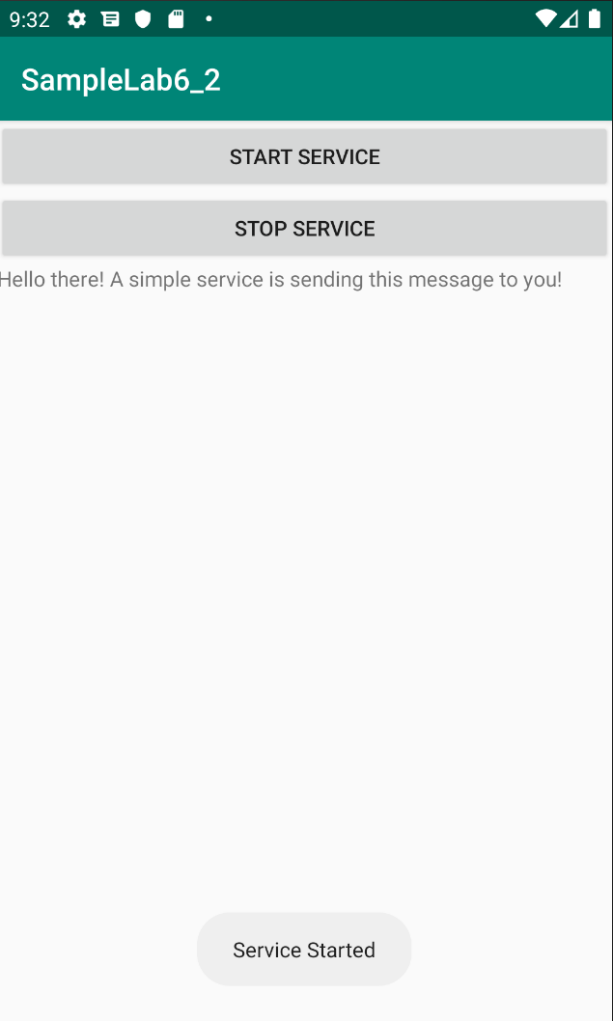 9:32
SampleLab6_2
START SERVICE
STOP SERVICE
Hello there! A simple service is sending this message to you!
Service Started